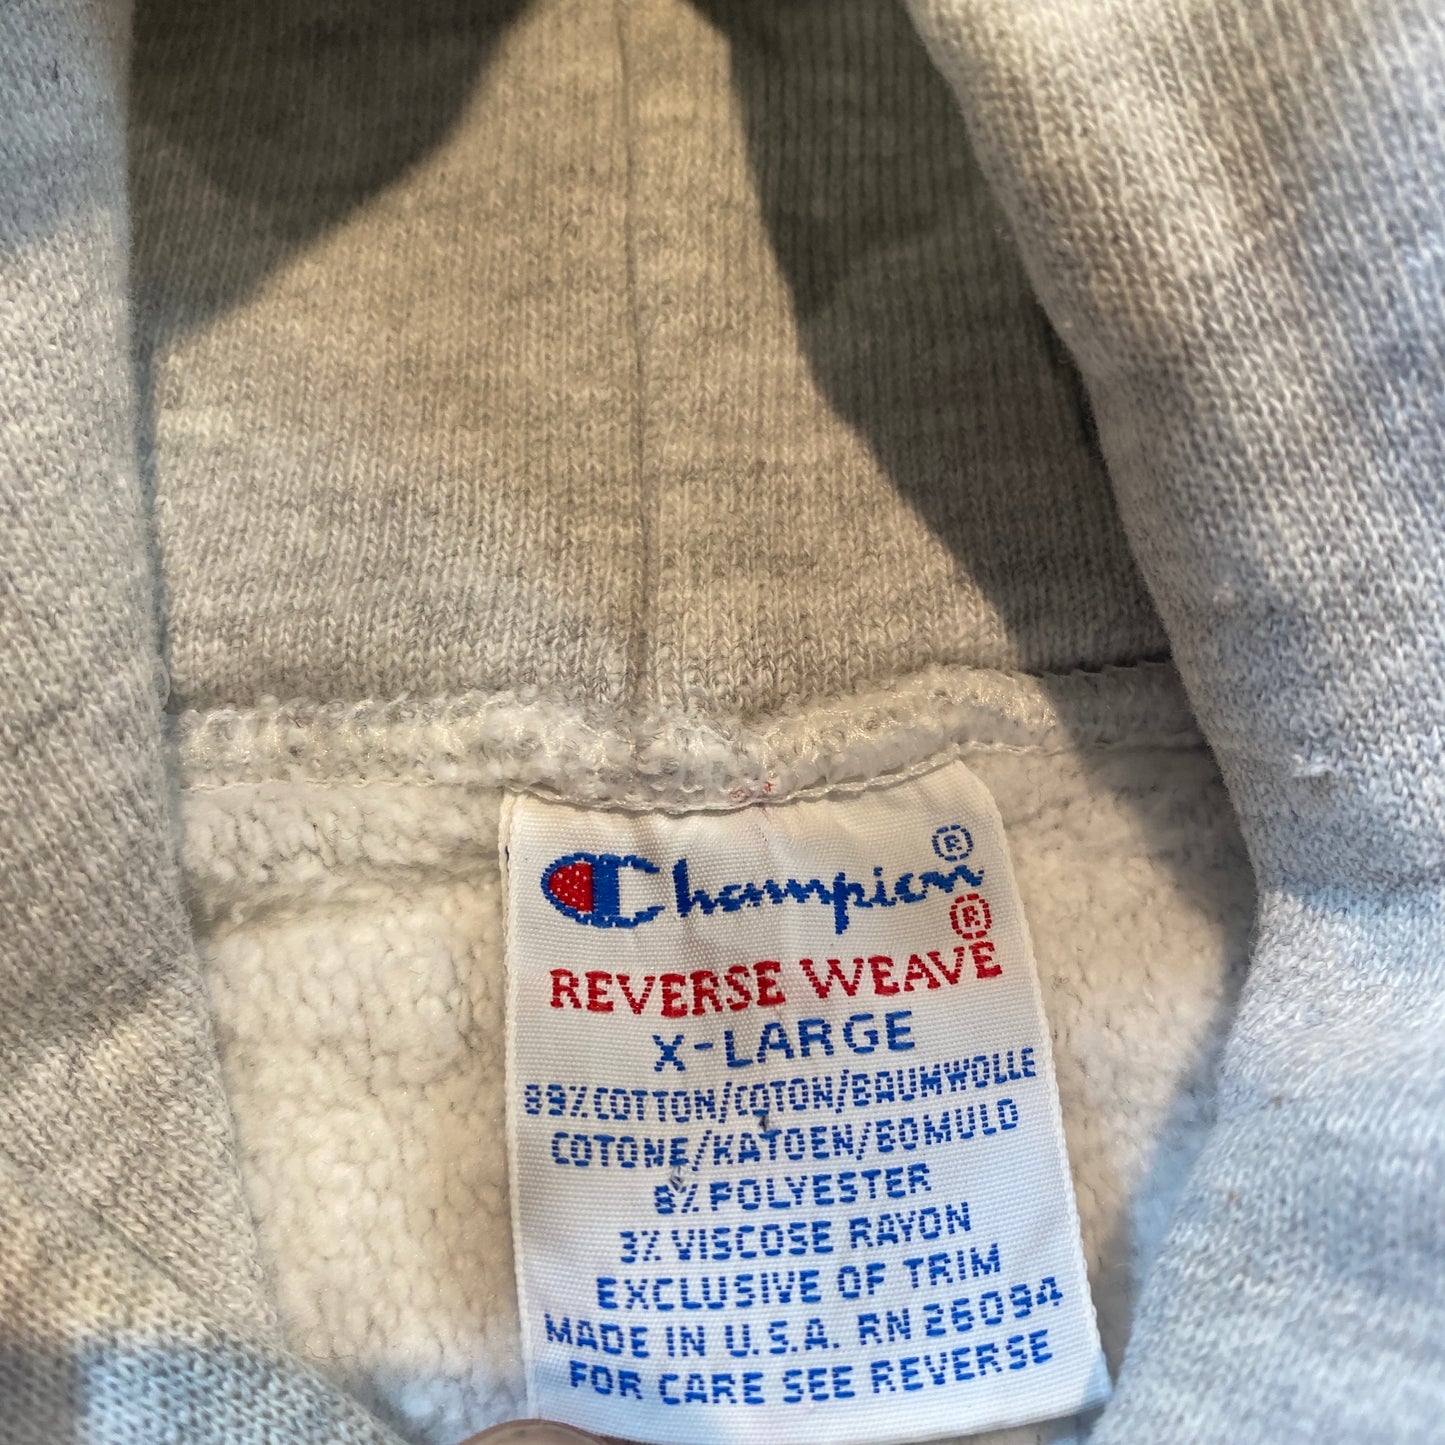 Champion®
REVERSE WEAVE®
X-LARGE
89% COTTON/COTON/BAUMWOLLE
COTONE/KATOEN/BOMULD
8% POLYESTER
3% VISCOSE RAYON
EXCLUSIVE OF TRIM
MADE IN U.S.A. RN 26094
FOR CARE SEE REVERSE